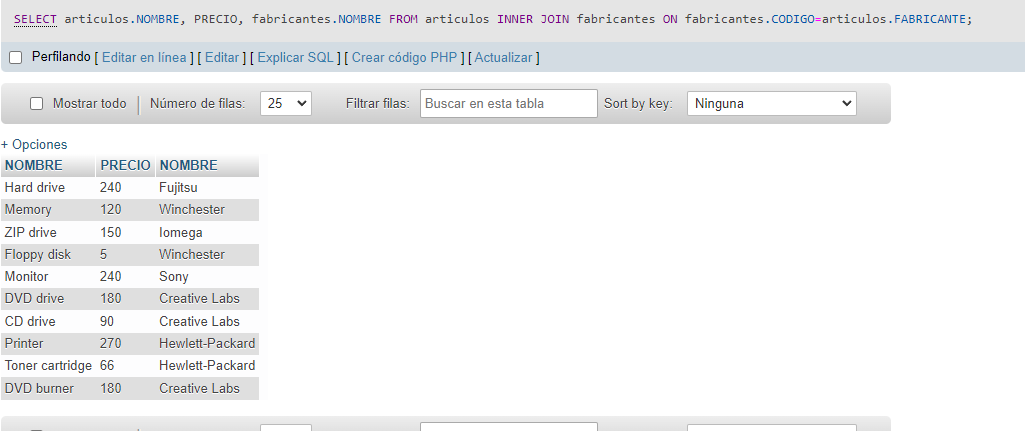 SELECT articulos.NOMBRE, PRECIO, fabricantes.NOMBRE FROM articulos INNER JOIN fabricantes ON fabricantes.CODIGO=articulos.FABRICANTE;
Perfilando [ Editar en línea ] [ Editar ] [ Explicar SQL ] [ Crear código PHP ] [ Actualizar ]
Mostrar todo Número de filas: 25 Filtrar filas: Buscar en esta tabla Sort by key: Ninguna
+ Opciones
NOMBRE PRECIO NOMBRE
Hard drive 240 Fujitsu
Memory 120 Winchester
ZIP drive 150 Iomega
Floppy disk 5 Winchester
Monitor 240 Sony
DVD drive 180 Creative Labs
CD drive 90 Creative Labs
Printer 270 Hewlett-Packard
Toner cartridge 66 Hewlett-Packard
DVD burner 180 Creative Labs